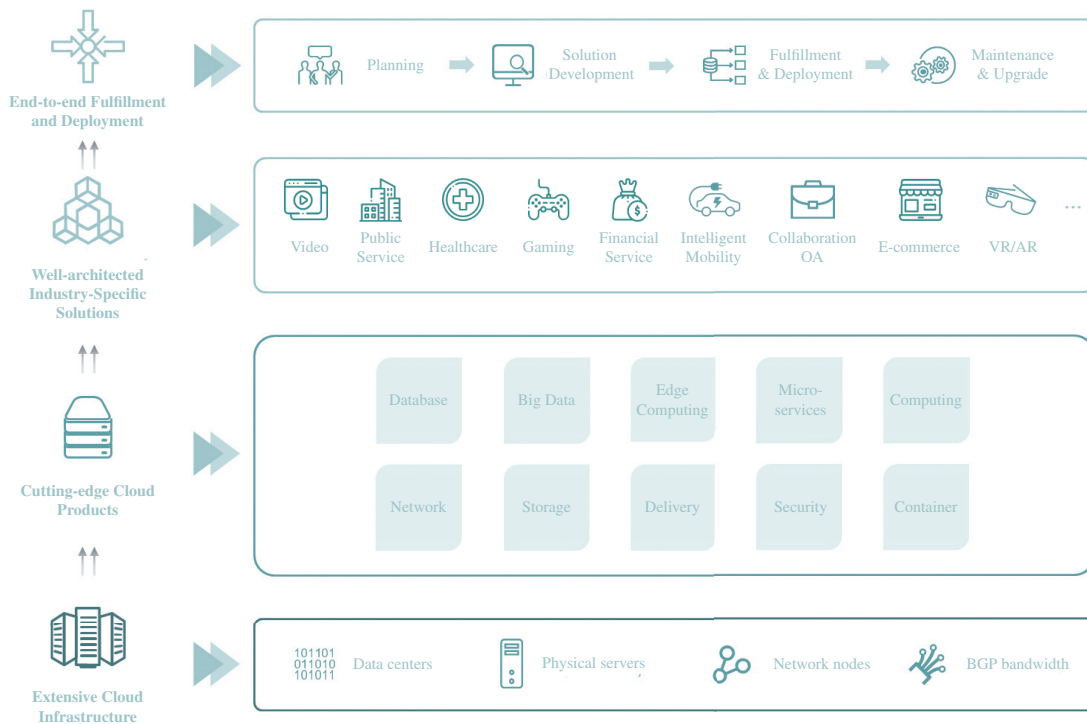 End-to-end Fulfillment
and Deployment
Planning
Solution
Development
Fulfillment
& Deployment
Maintenance
& Upgrade
Well-architected
Industry-Specific
Solutions
Video
Public
Service
Healthcare
Gaming
Financial
Service
Intelligent
Mobility
Collaboration
OA
E-commerce
VR/AR
...
Cutting-edge Cloud
Products
Database
Big Data
Edge
Computing
Micro-
services
Computing
Network
Storage
Delivery
Security
Container
Extensive Cloud
Infrastructure
101101
011010
101011
Data centers
Physical servers
Network nodes
BGP bandwidth